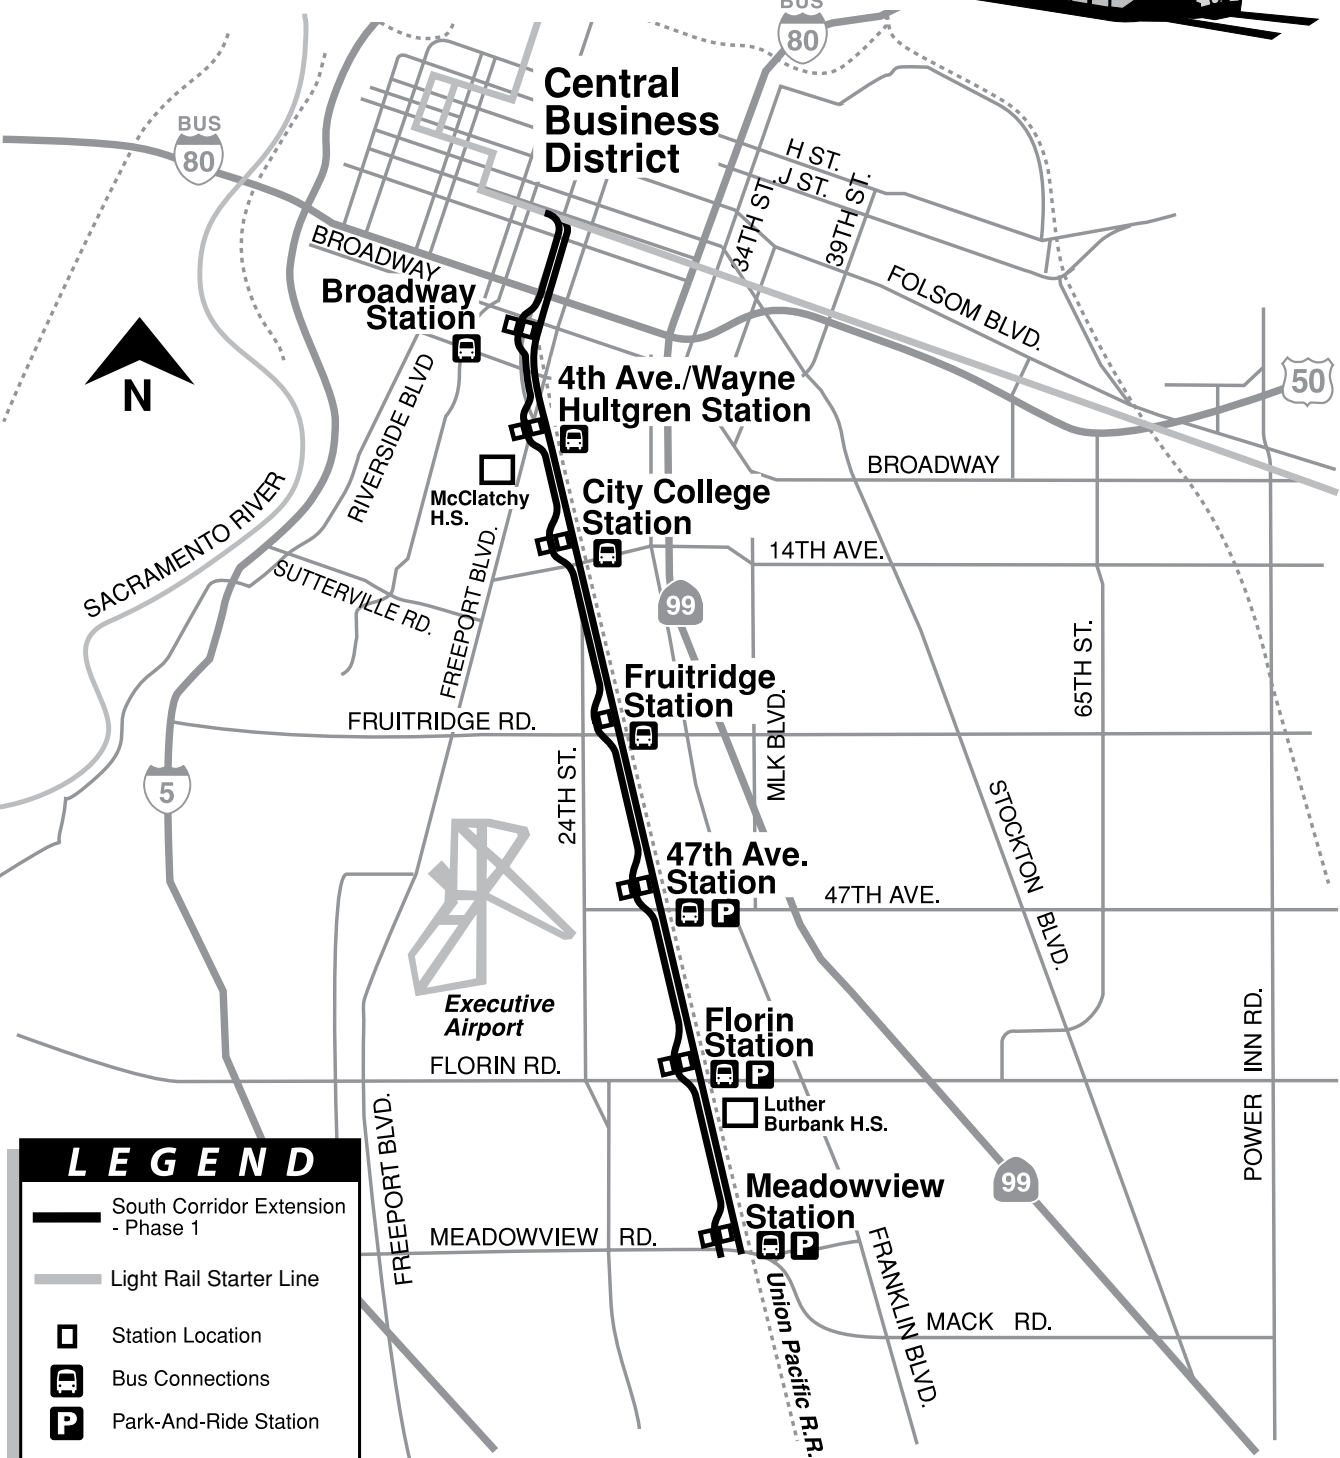 BUS
80
Central
Business
District
BUS
80
H ST.
J ST.
34TH ST.
39TH ST.
BROADWAY
FOLSOM BLVD.
Broadway
Station
N
50
4th Ave./Wayne
Hultgren Station
RIVERSIDE BLVD
BROADWAY
McClatchy
H.S.
City College
Station
SACRAMENTO RIVER
14TH AVE.
SUTTERVILLE RD.
FREEPORT BLVD.
99
65TH ST.
Fruitridge
Station
FRUITRIDGE RD.
MLK BLVD.
24TH ST.
5
STOCKTON BLVD.
47th Ave.
Station
P
47TH AVE.
Executive
Airport
Florin
Station
P
FLORIN RD.
POWER INN RD.
Luther
Burbank H.S.
FREEPORT BLVD.
99
Meadowview
Station
P
MEADOWVIEW RD.
FRANKLIN BLVD.
Union Pacific R.R.
MACK RD.
LEGEND
South Corridor Extension
- Phase 1
Light Rail Starter Line
Station Location
Bus Connections
P Park-And-Ride Station